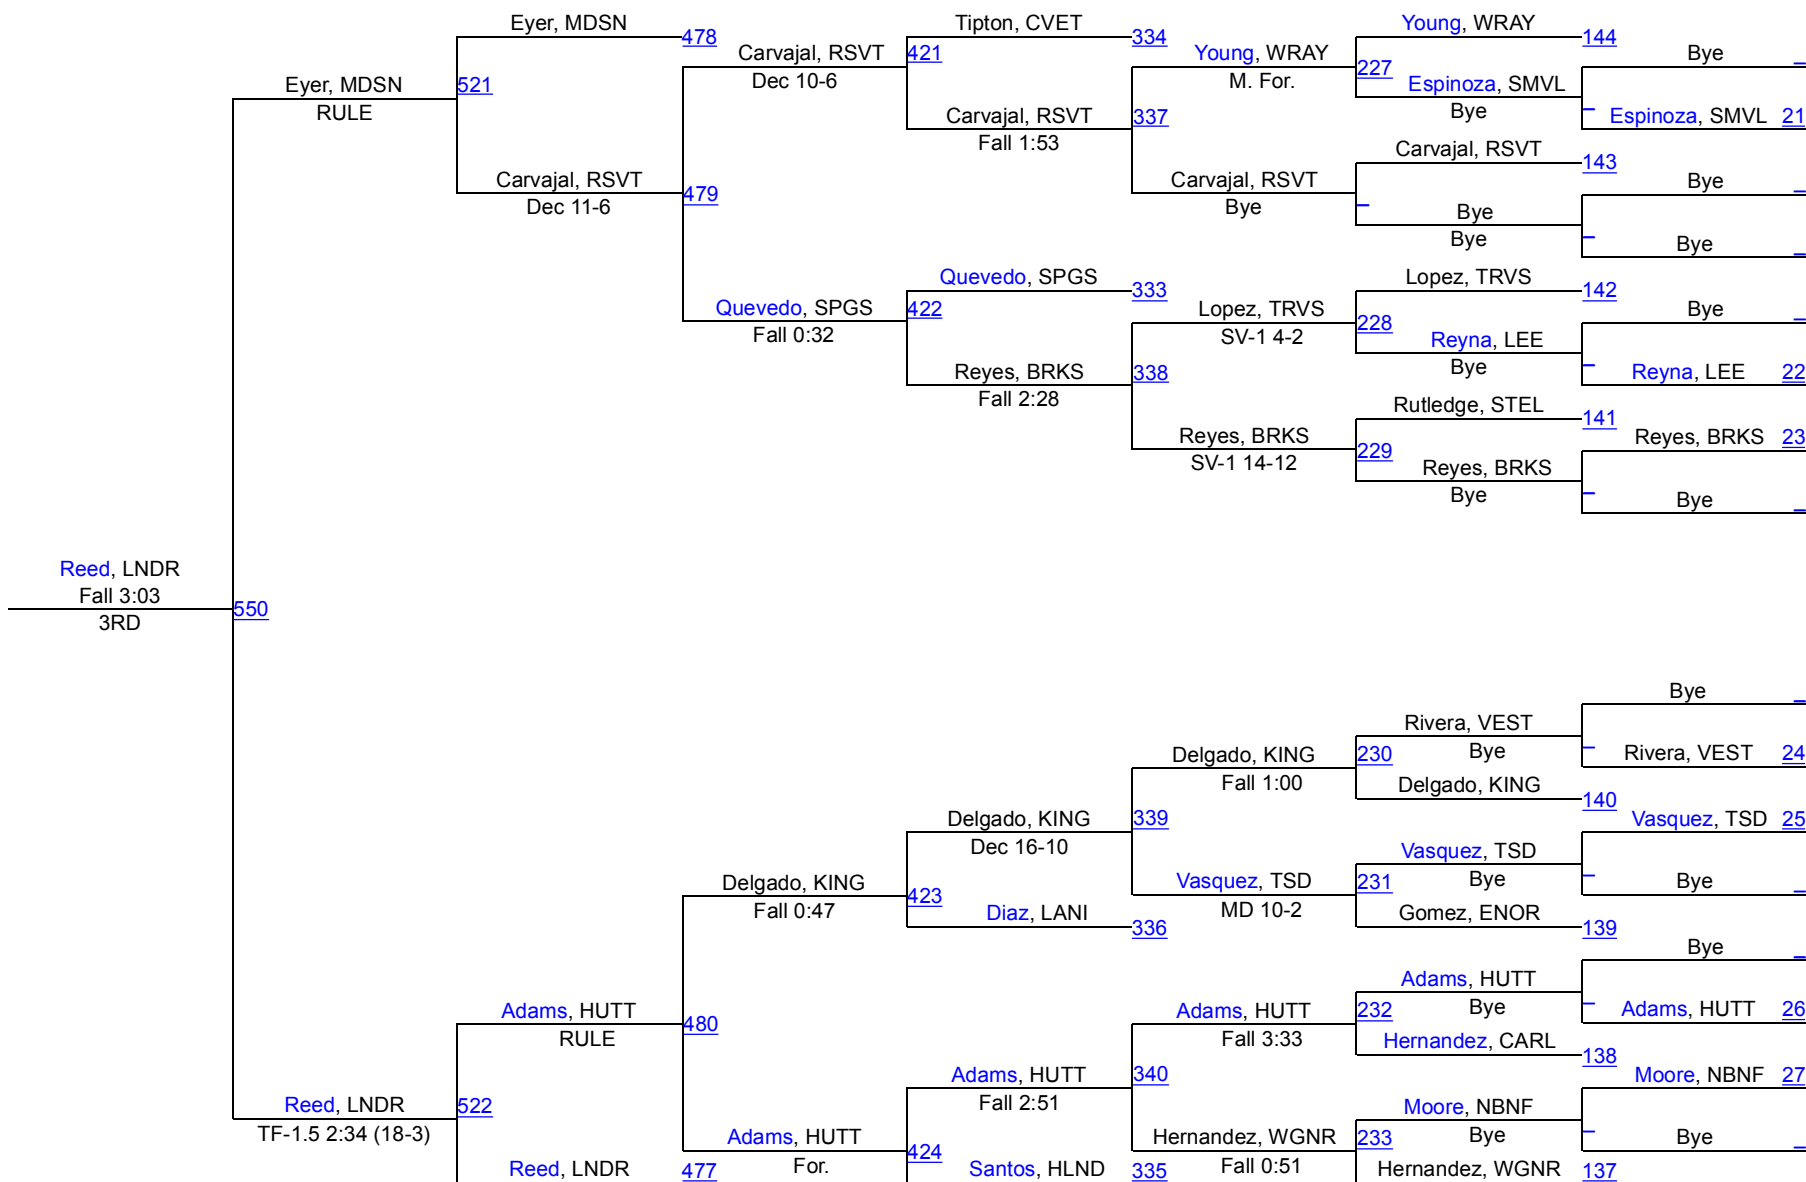 Eyer, MDSN 478
Tipton, CVET 334
Young, WRAY 144
Carvajal, RSVT 421
Dec 10-6
Young, WRAY 227
M. For.
Bye _
Eyer, MDSN 521
RULE
Espinoza, SMVL
Bye
_ Espinoza, SMVL 21
Carvajal, RSVT 337
Fall 1:53
Carvajal, RSVT 143
Carvajal, RSVT 479
Dec 11-6
Carvajal, RSVT _
Bye
Bye _
Bye
Bye
_ Bye _
Quevedo, SPGS 333
Lopez, TRVS 142
Quevedo, SPGS 422
Fall 0:32
Lopez, TRVS 228
SV-1 4-2
Bye _
Reyna, LEE
Bye
_ Reyna, LEE 22
Reyes, BRKS 338
Fall 2:28
Rutledge, STEL 141
Reyes, BRKS 229
SV-1 14-12
Reyes, BRKS 23
Reyes, BRKS
Bye
_ Bye _
Reed, LNDR
Fall 3:03
3RD
550
Bye _
Rivera, VEST
Bye
_ Rivera, VEST 24
Delgado, KING 230
Fall 1:00
Delgado, KING 140
Delgado, KING 339
Dec 16-10
Vasquez, TSD 25
Vasquez, TSD
Bye
_ Bye _
Delgado, KING 423
Fall 0:47
Vasquez, TSD 231
MD 10-2
Diaz, LANI 336
Gomez, ENOR 139
Bye _
Adams, HUTT
Bye
_ Adams, HUTT 26
Adams, HUTT 480
RULE
Adams, HUTT 232
Fall 3:33
Hernandez, CARL 138
Adams, HUTT 340
Fall 2:51
Moore, NBNF 27
Reed, LNDR 522
TF-1.5 2:34 (18-3)
Moore, NBNF
Bye
_ Bye _
Adams, HUTT 424
For.
Hernandez, WGNR 233
Fall 0:51
Reed, LNDR 477
Santos, HLND 335
Hernandez, WGNR 137